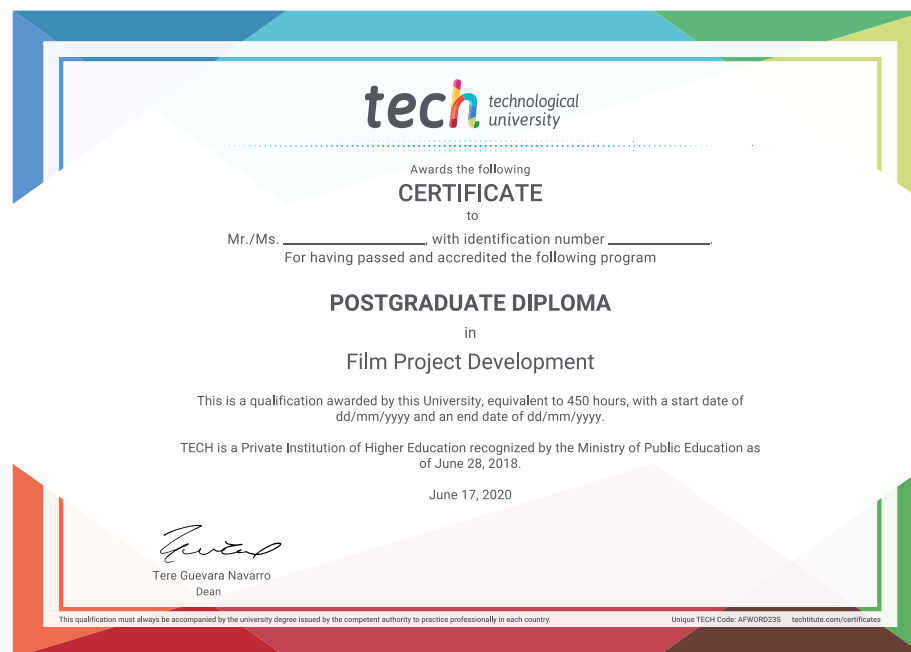 tech technological
university
Awards the following
CERTIFICATE
to
Mr./Ms. ____________, with identification number ____________.
For having passed and accredited the following program
POSTGRADUATE DIPLOMA
in
Film Project Development
This is a qualification awarded by this University, equivalent to 450 hours, with a start date of
dd/mm/yyyy and an end date of dd/mm/yyyy.
TECH is a Private Institution of Higher Education recognized by the Ministry of Public Education as
of June 28, 2018.
June 17, 2020
Tere Guevara Navarro
Dean
This qualification must always be accompanied by the university degree issued by the competent authority to practice professionally in each country. Unique TECH Code: AFWORD23S techtitute.com/certificates